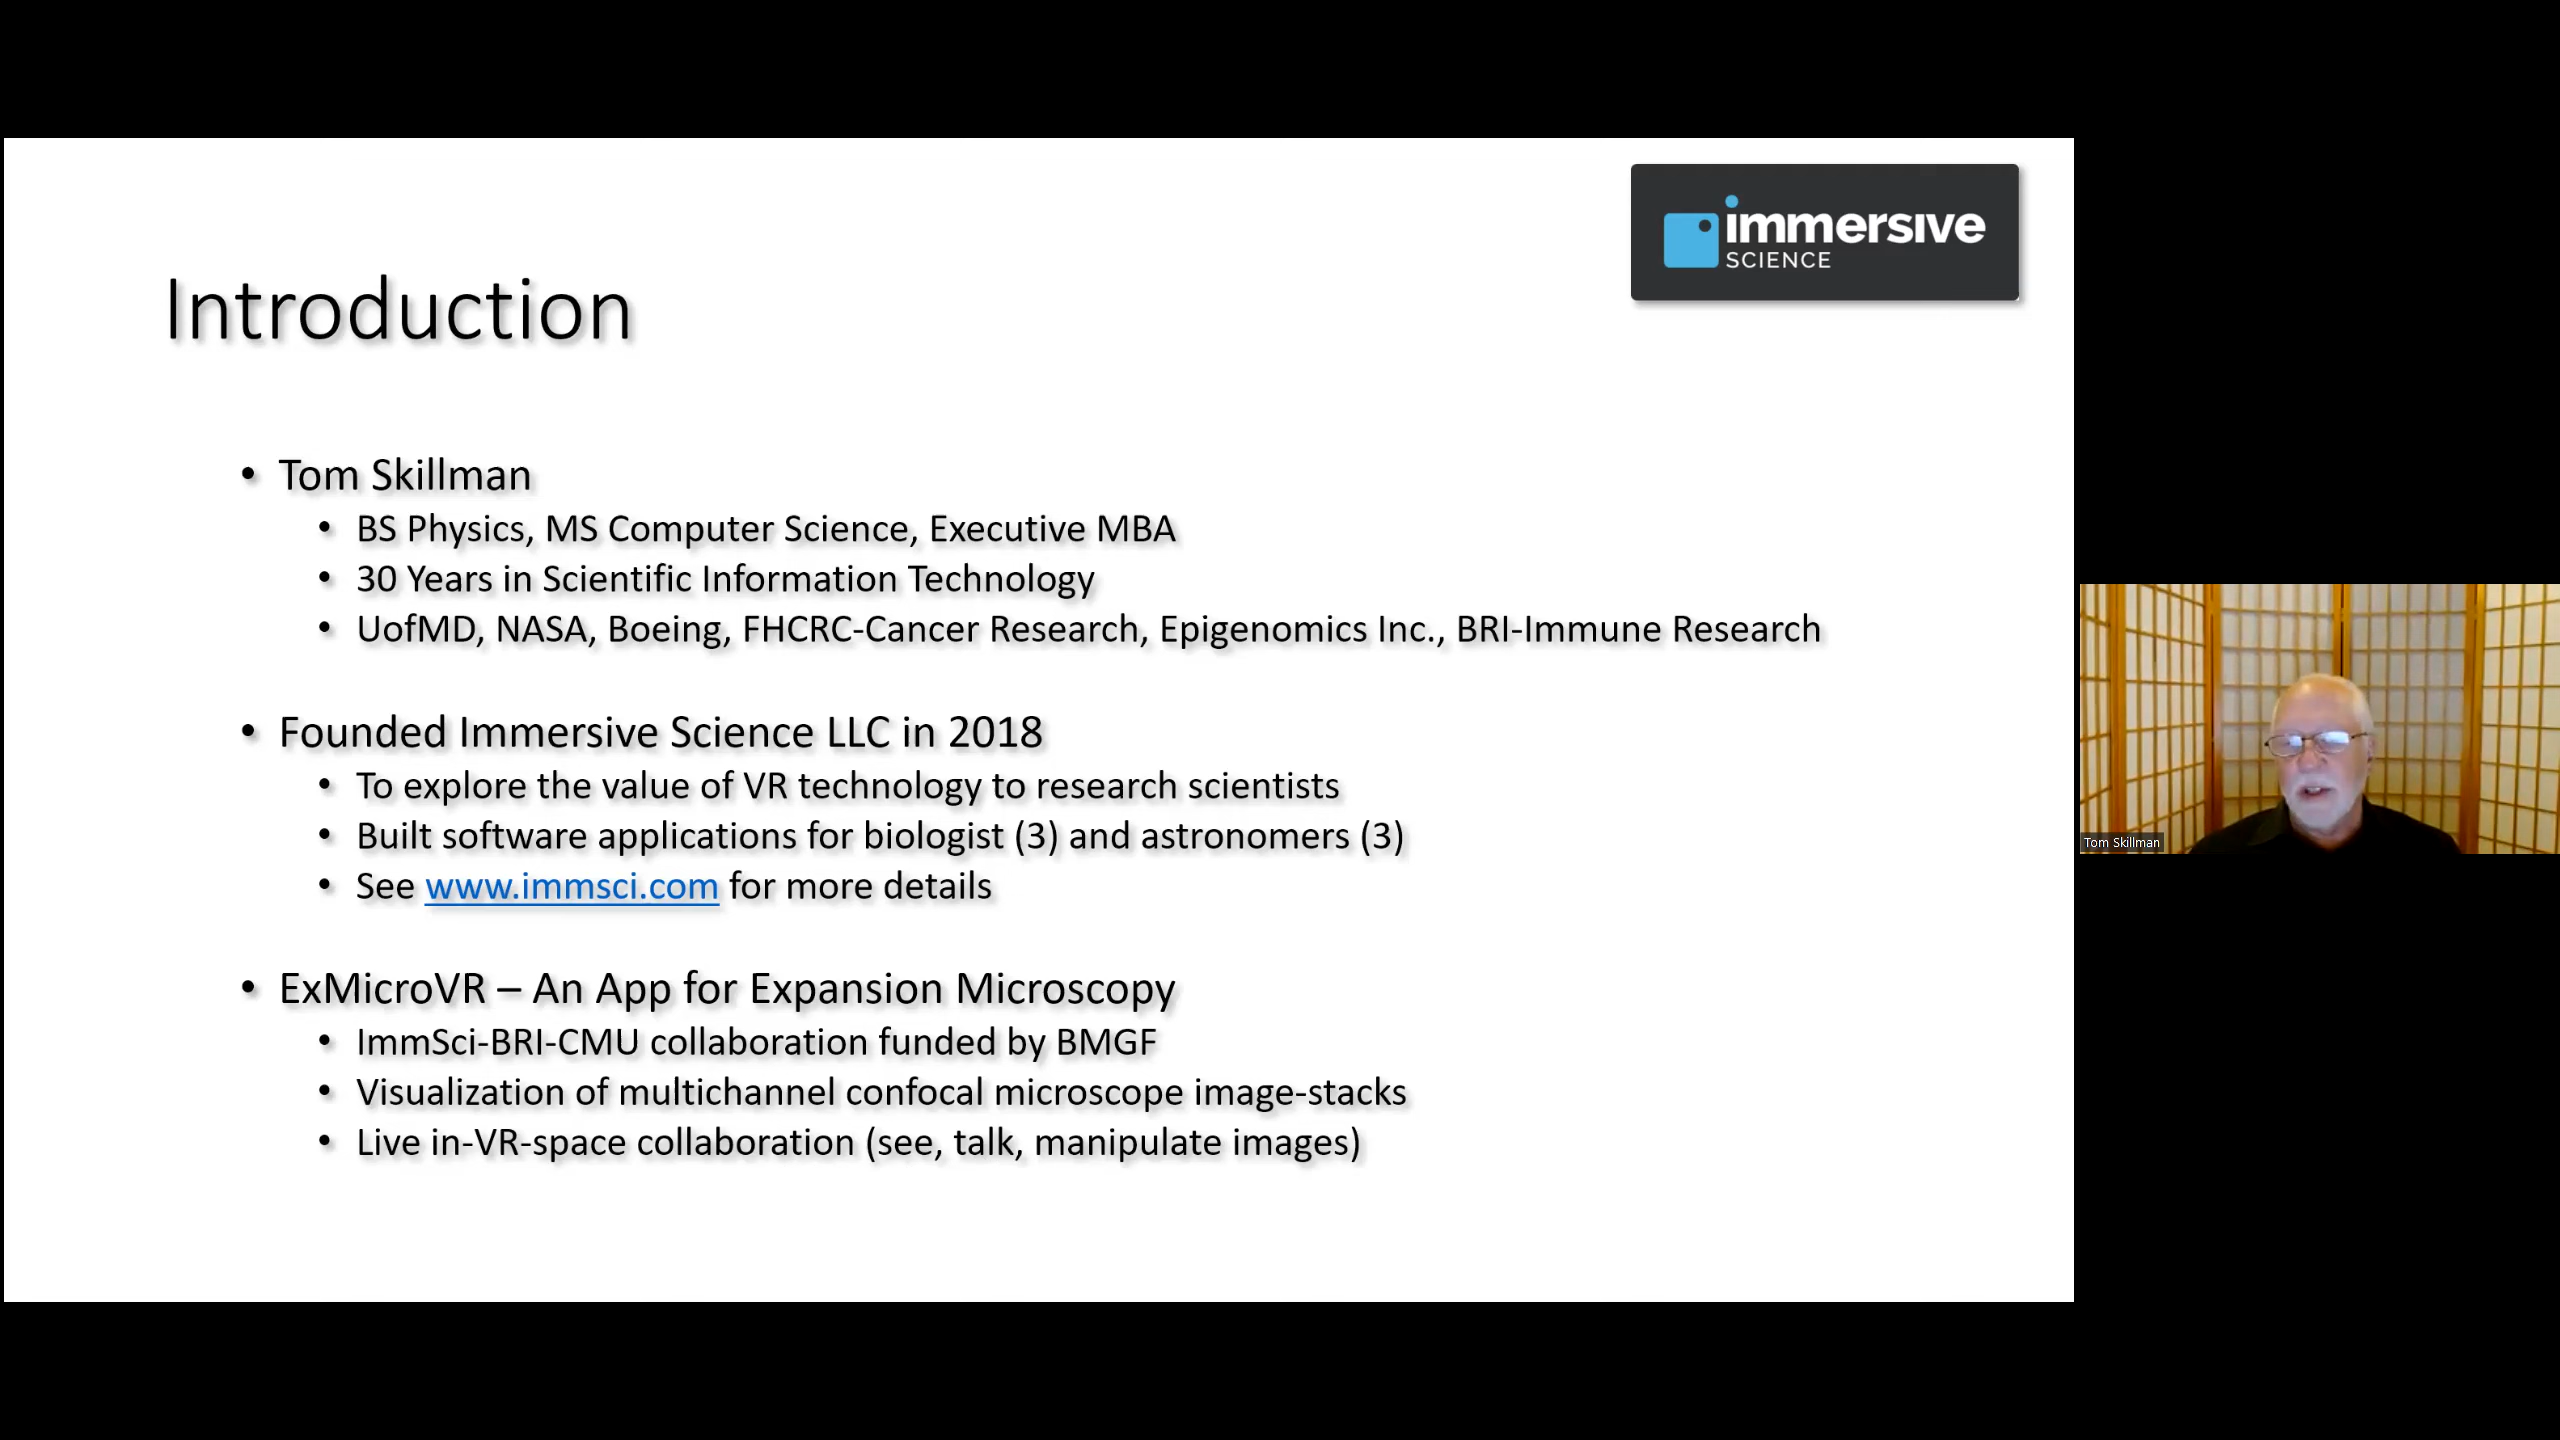 immersive
SCIENCE
Introduction
• Tom Skillman
• BS Physics, MS Computer Science, Executive MBA
• 30 Years in Scientific Information Technology
• UofMD, NASA, Boeing, FHCRC-Cancer Research, Epigenomics Inc., BRI-Immune Research
• Founded Immersive Science LLC in 2018
• To explore the value of VR technology to research scientists
• Built software applications for biologist (3) and astronomers (3)
• See www.immsci.com for more details
• ExMicroVR – An App for Expansion Microscopy
• ImmSci-BRI-CMU collaboration funded by BMGF
• Visualization of multichannel confocal microscope image-stacks
• Live in-VR-space collaboration (see, talk, manipulate images)
Tom Skillman